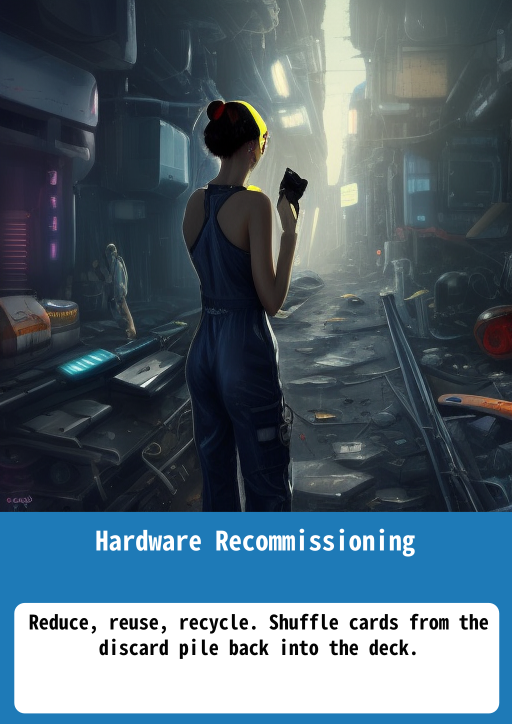 Hardware Recommissioning
Reduce, reuse, recycle. Shuffle cards from the
discard pile back into the deck.